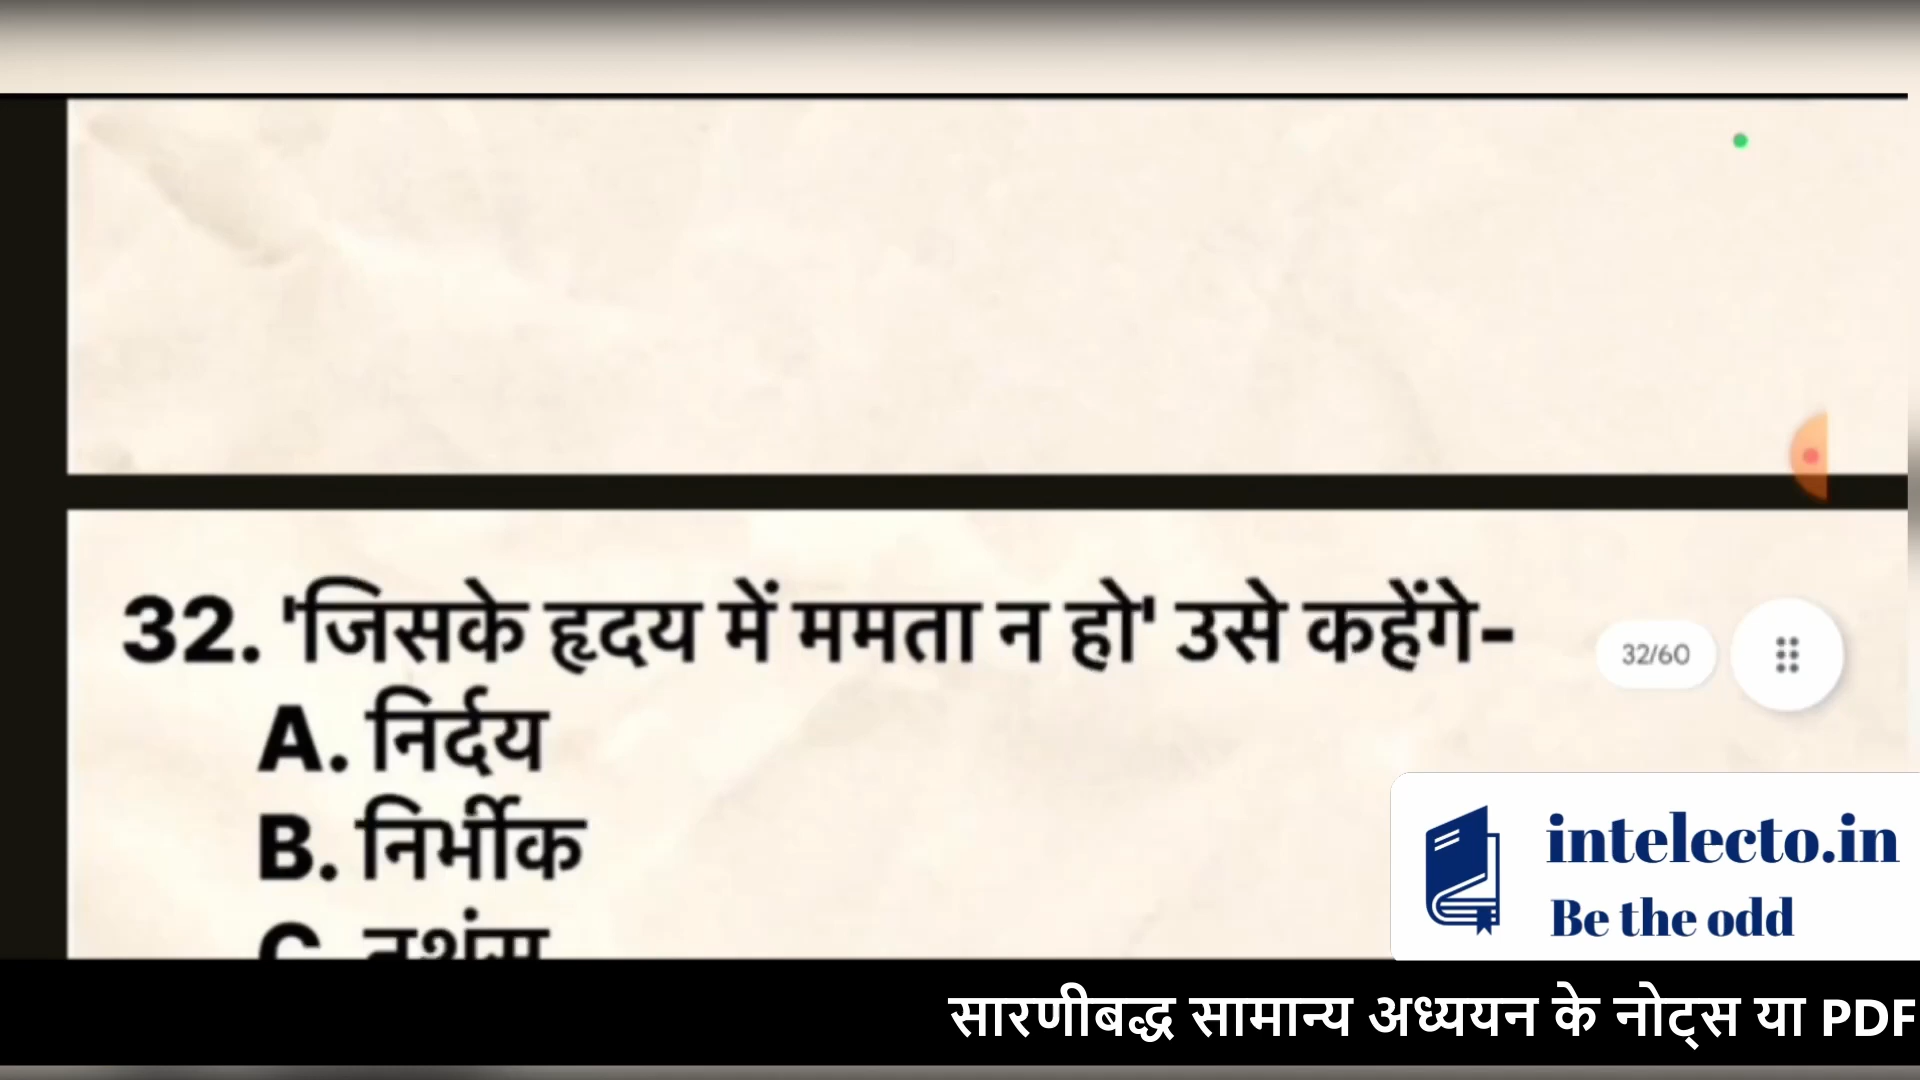 32. 'जिसके हृदय में ममता न हो' उसे कहेंगे-
32/60
A. निर्दय
B. निर्भीक
C.
intelecto.in
Be the odd
सारणीबद्ध सामान्य अध्ययन के नोट्स या PDF